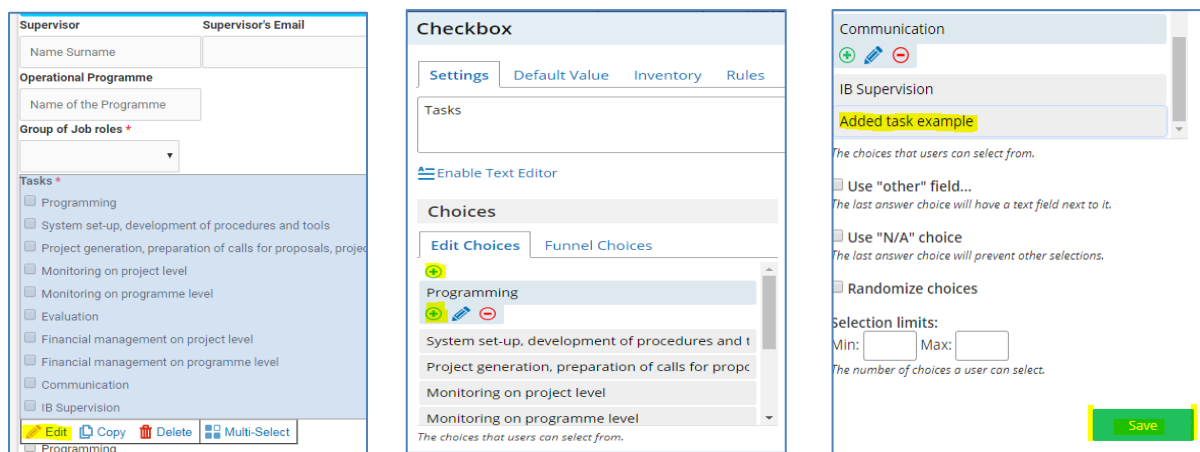 Supervisor Supervisor's Email
Name Surname
Operational Programme
Name of the Programme
Group of Job roles *
Tasks *
Programming
System set-up, development of procedures and tools
Project generation, preparation of calls for proposals, projec
Monitoring on project level
Monitoring on programme level
Evaluation
Financial management on project level
Financial management on programme level
Communication
IB Supervision
Edit Copy Delete Multi-Select
Programming
Checkbox
Settings Default Value Inventory Rules
Tasks
Enable Text Editor
Choices
Edit Choices Funnel Choices
Programming
System set-up, development of procedures and t
Project generation, preparation of calls for propo
Monitoring on project level
Monitoring on programme level
The choices that users can select from.
Communication
IB Supervision
Added task example
The choices that users can select from.
Use "other" field...
The last answer choice will have a text field next to it.
Use "N/A" choice
The last answer choice will prevent other selections.
Randomize choices
Selection limits:
Min: Max:
The number of choices a user can select.
Save